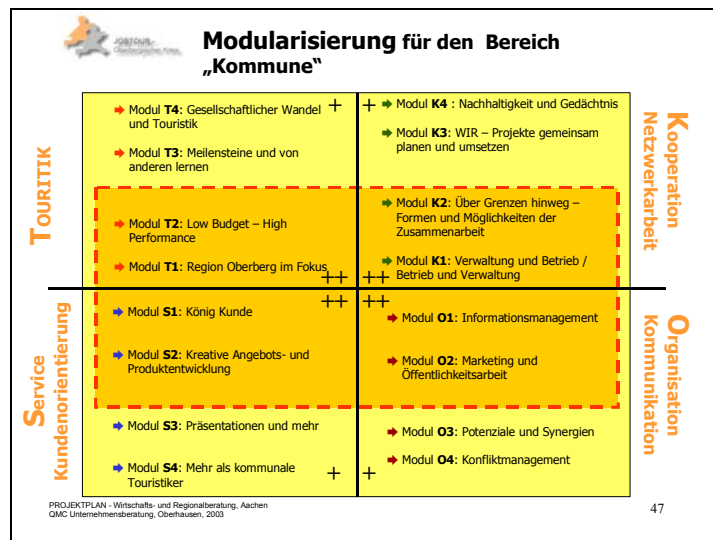 JOBTOUR-
Oberbergischer Kreis
Modularisierung für den Bereich
„Kommune“
TOURITIK
Modul T4: Gesellschaftlicher Wandel
und Touristik
+
Modul T3: Meilensteine und von
anderen lernen
Modul T2: Low Budget – High
Performance
Modul T1: Region Oberberg im Fokus
++
+
Modul K4 : Nachhaltigkeit und Gedächtnis
Modul K3: WIR – Projekte gemeinsam
planen und umsetzen
Modul K2: Über Grenzen hinweg –
Formen und Möglichkeiten der
Zusammenarbeit
Modul K1: Verwaltung und Betrieb /
Betrieb und Verwaltung
++
Kooperation
Netzwerkarbeit
Service
Kundenorientierung
++
Modul S1: König Kunde
Modul S2: Kreative Angebots- und
Produktentwicklung
Modul S3: Präsentationen und mehr
Modul S4: Mehr als kommunale
Touristiker
+
++
Modul O1: Informationsmanagement
Modul O2: Marketing und
Öffentlichkeitsarbeit
Modul O3: Potenziale und Synergien
Modul O4: Konfliktmanagement
+
Organisation
Kommunikation
PROJEKTPLAN - Wirtschafts- und Regionalberatung, Aachen
QMC Unternehmensberatung, Oberhausen, 2003
47